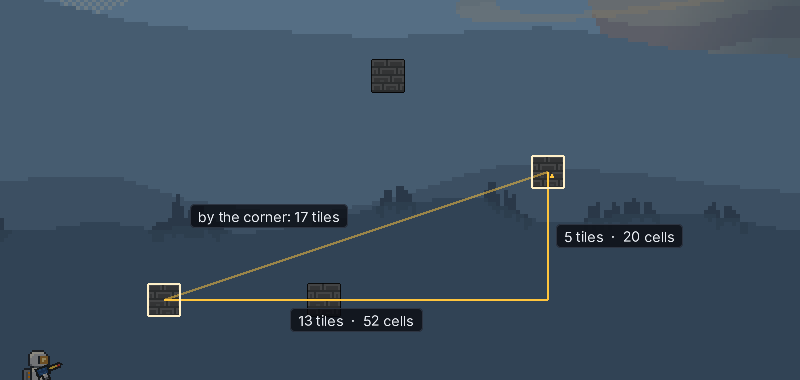 by the corner: 17 tiles
5 tiles · 20 cells
13 tiles · 52 cells